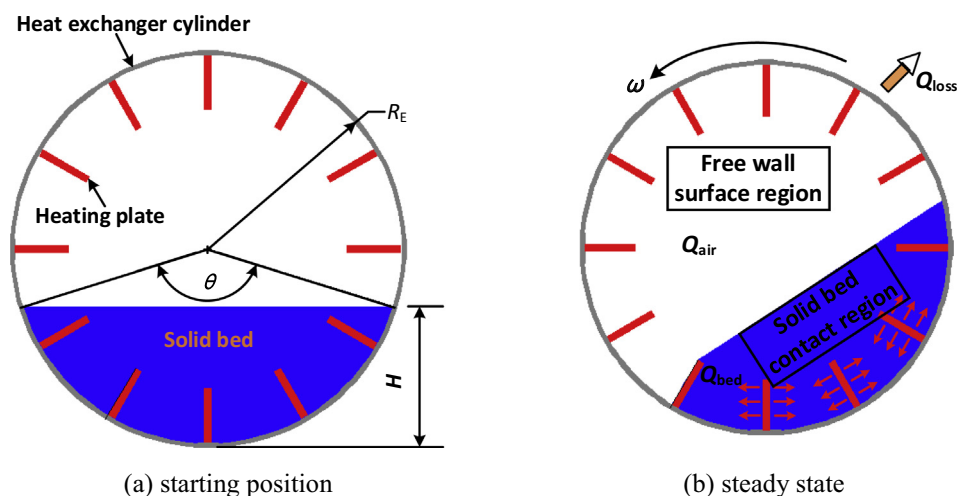 Heat exchanger cylinder
R_E
Heating plate
θ
Solid bed
H
(a) starting position
ω
Q_loss
Free wall
surface region
Q_air
Solid bed
contact region
Q_bed
(b) steady state